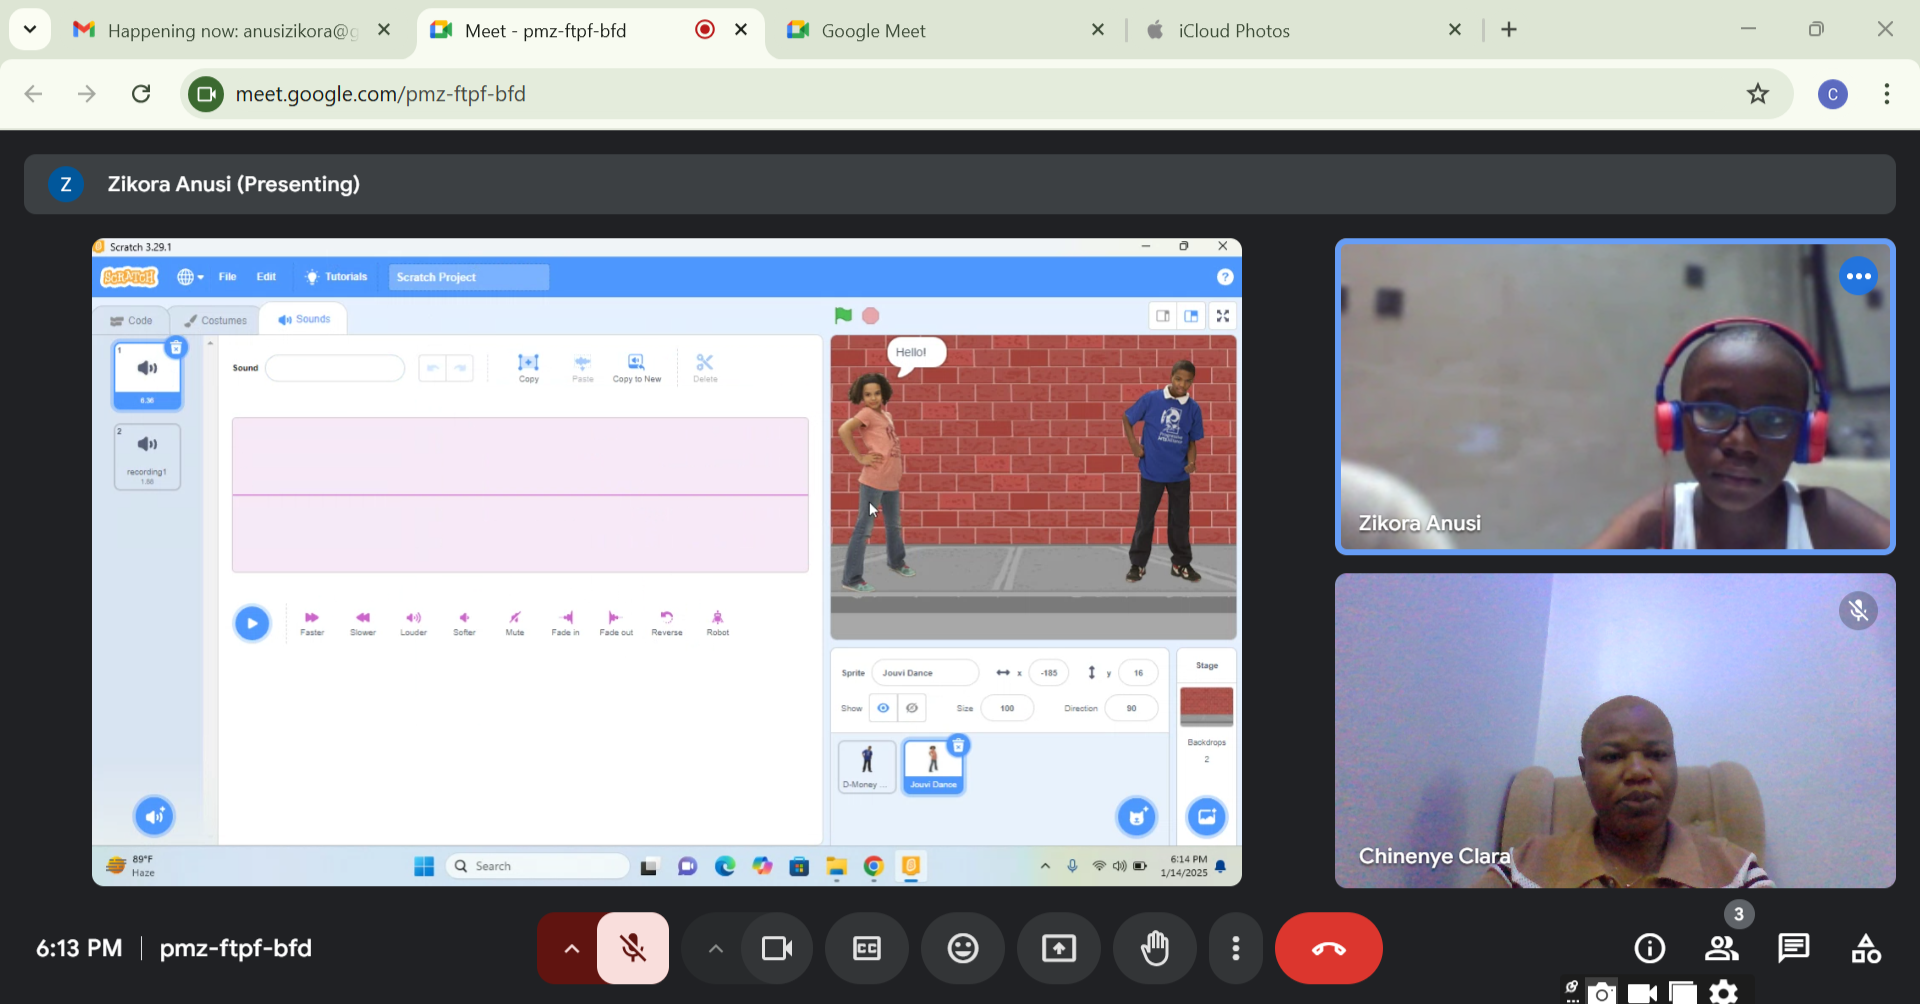 Happening now: anusizikora@g
Meet - pmz-ftpf-bfd
Google Meet
iCloud Photos
meet.google.com/pmz-ftpf-bfd
C
Z
Zikora Anusi (Presenting)
Scratch 3.29.1
SCRATCH
File
Edit
Tutorials
Scratch Project
?
Code
Costumes
Sounds
1
6.36
2
recording1
1.66
Sound
Copy
Paste
Copy to New
Delete
Faster
Slower
Louder
Softer
Mute
Fade in
Fade out
Reverse
Robot
Hello!
Sprite
Jouvi Dance
x
-185
y
16
Show
Size
100
Direction
90
D-Money ...
Jouvi Dance
Stage
Backdrops
2
89°F
Haze
Search
6:14 PM
1/14/2025
Zikora Anusi
Chinenye Clara
6:13 PM
pmz-ftpf-bfd
CC
3